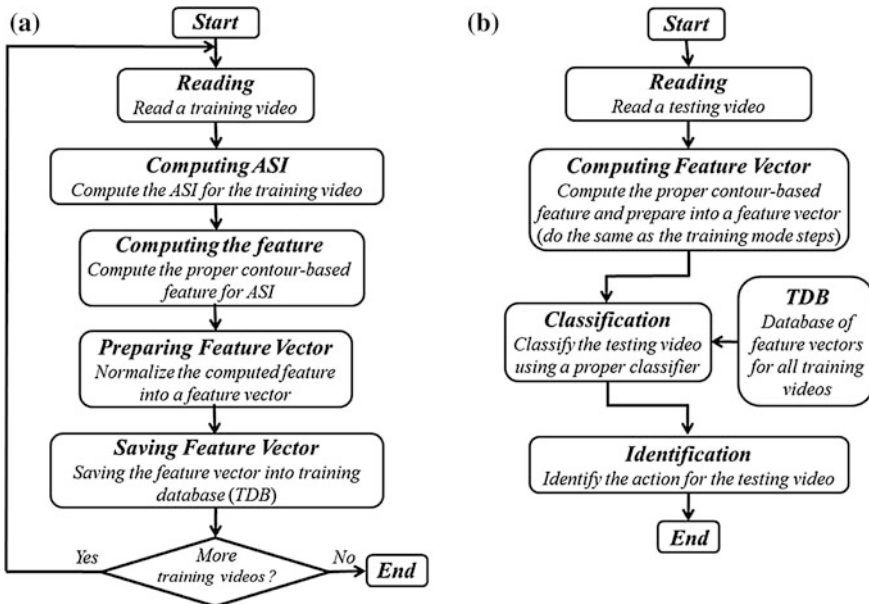 (a)
Start
Reading
Read a training video
Computing ASI
Compute the ASI for the training video
Computing the feature
Compute the proper contour-based
feature for ASI
Preparing Feature Vector
Normalize the computed feature
into a feature vector
Saving Feature Vector
Saving the feature vector into training
database (TDB)
Yes
More
training videos?
No
End
(b)
Start
Reading
Read a testing video
Computing Feature Vector
Compute the proper contour-based
feature and prepare into a feature vector
(do the same as the training mode steps)
Classification
Classify the testing video
using a proper classifier
TDB
Database of
feature vectors
for all training
videos
Identification
Identify the action for the testing video
End